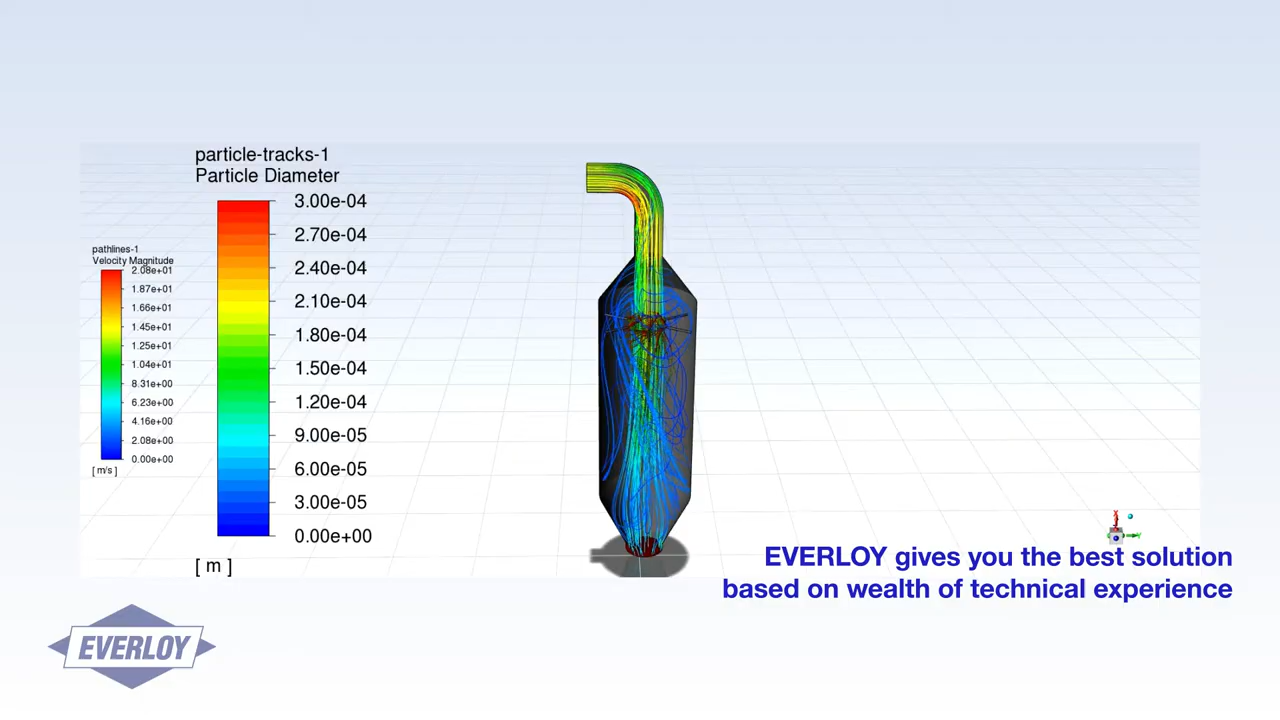 particle-tracks-1
Particle Diameter
3.00e-04
2.70e-04
2.40e-04
2.10e-04
1.80e-04
1.50e-04
1.20e-04
9.00e-05
6.00e-05
3.00e-05
0.00e+00
[ m ]
pathlines-1
Velocity Magnitude
2.08e+01
1.87e+01
1.66e+01
1.45e+01
1.25e+01
1.04e+01
8.31e+00
6.23e+00
4.16e+00
2.08e+00
0.00e+00
[ m/s ]
X
Y
EVERLOY gives you the best solution
based on wealth of technical experience
EVERLOY